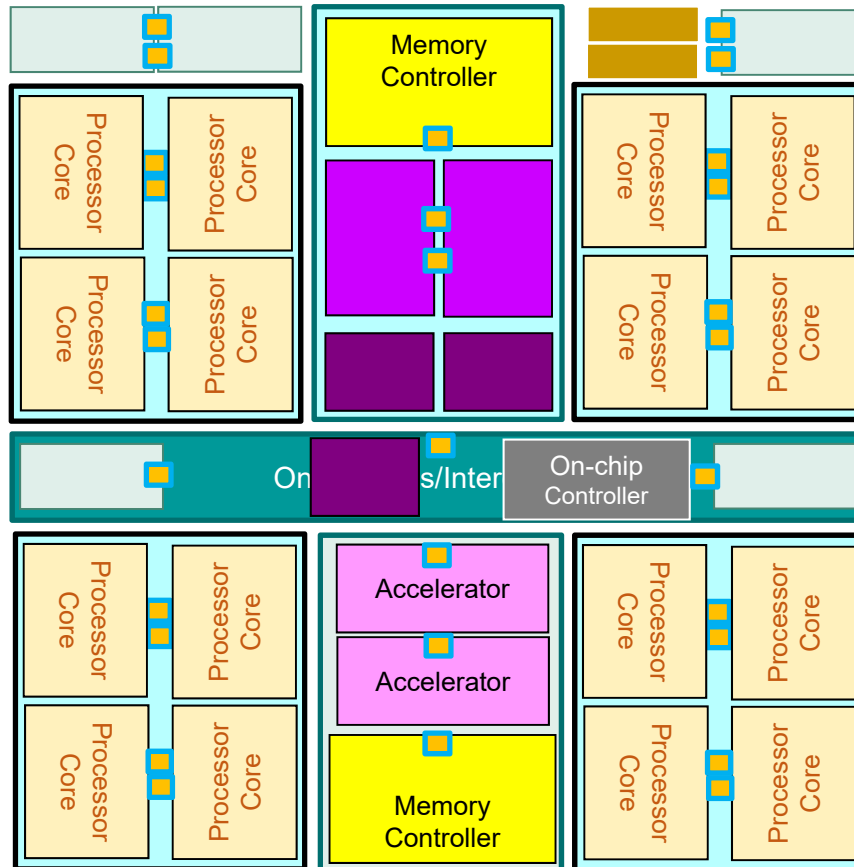 Memory
Controller
Processor
Core
Processor
Core
Processor
Core
Processor
Core
Processor
Core
Processor
Core
Processor
Core
Processor
Core
On s/Inter
On-chip
Controller
Processor
Core
Processor
Core
Accelerator
Processor
Core
Processor
Core
Accelerator
Processor
Core
Processor
Core
Memory
Controller
Processor
Core
Processor
Core